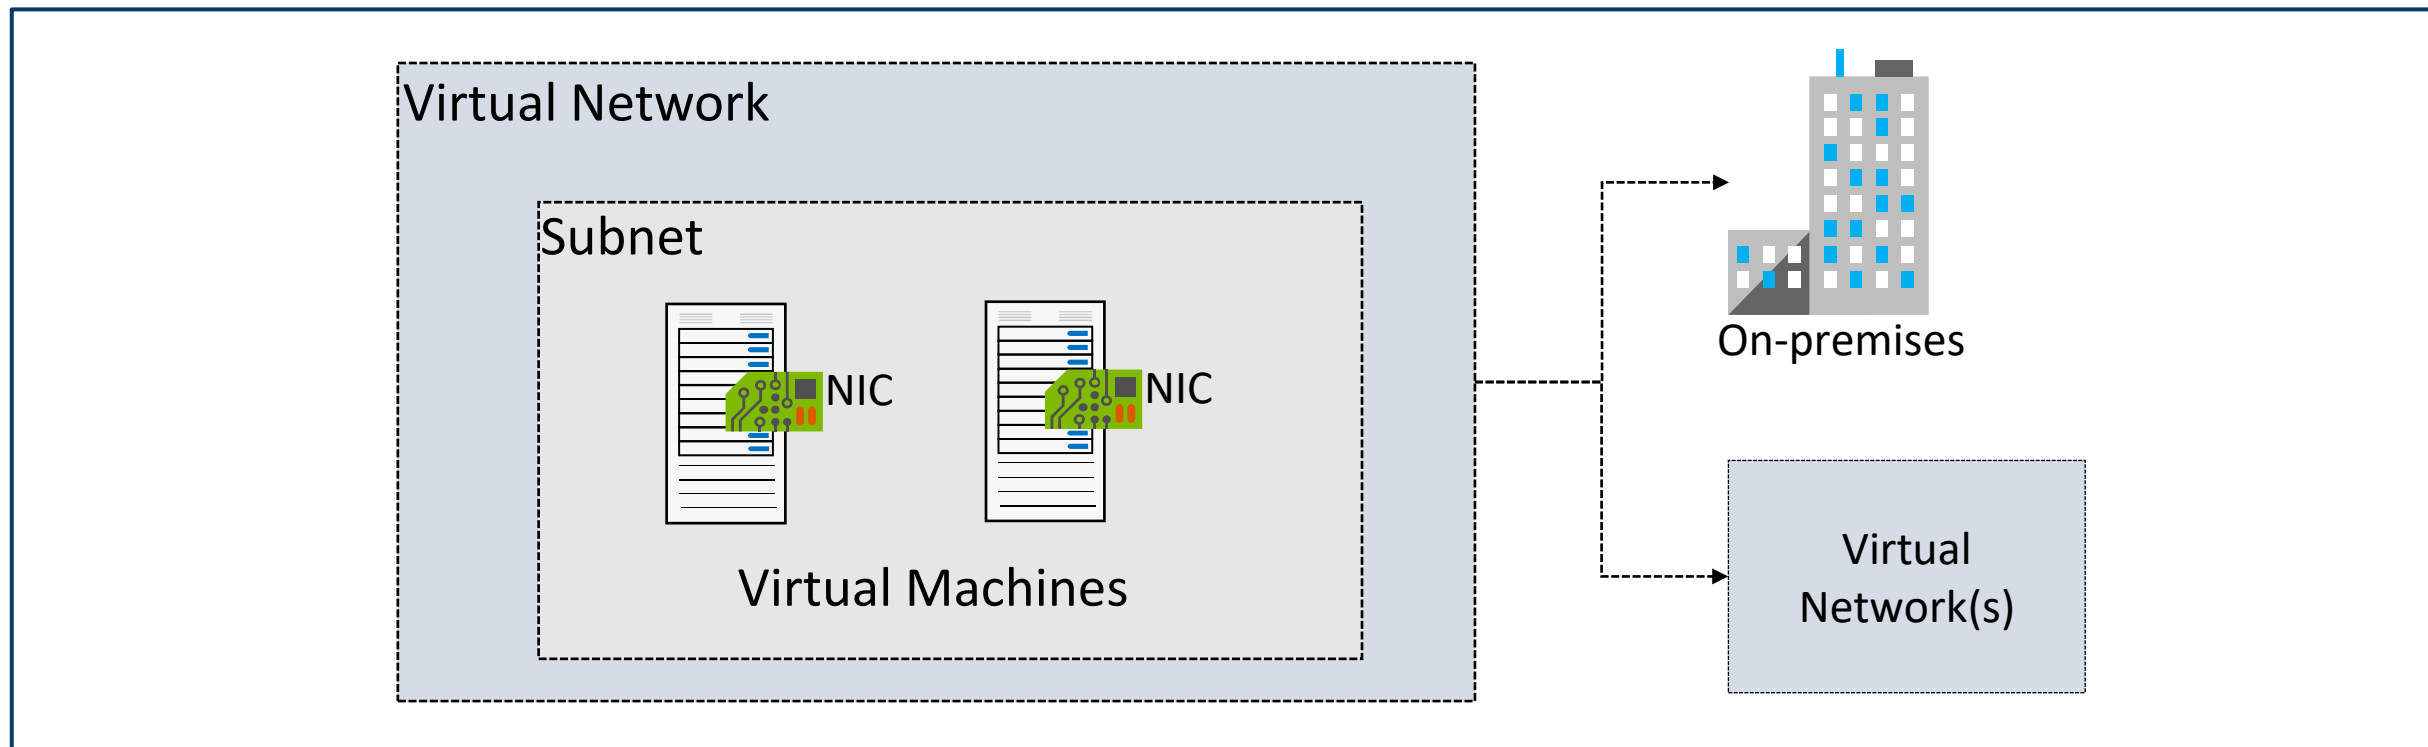 Virtual Network
Subnet
NIC
NIC
Virtual Machines
On-premises
Virtual
Network(s)